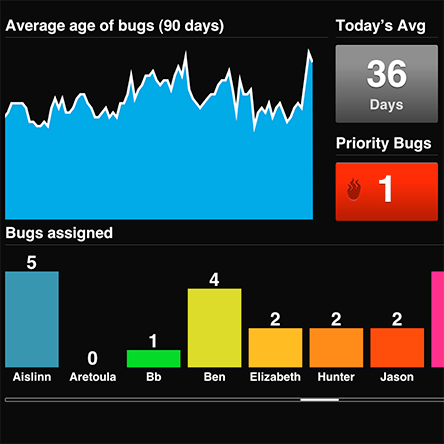 Average age of bugs (90 days)
Today's Avg
36
Days
Priority Bugs
1
Bugs assigned
5
0
1
4
2
2
2
Aislinn
Aretoula
Bb
Ben
Elizabeth
Hunter
Jason